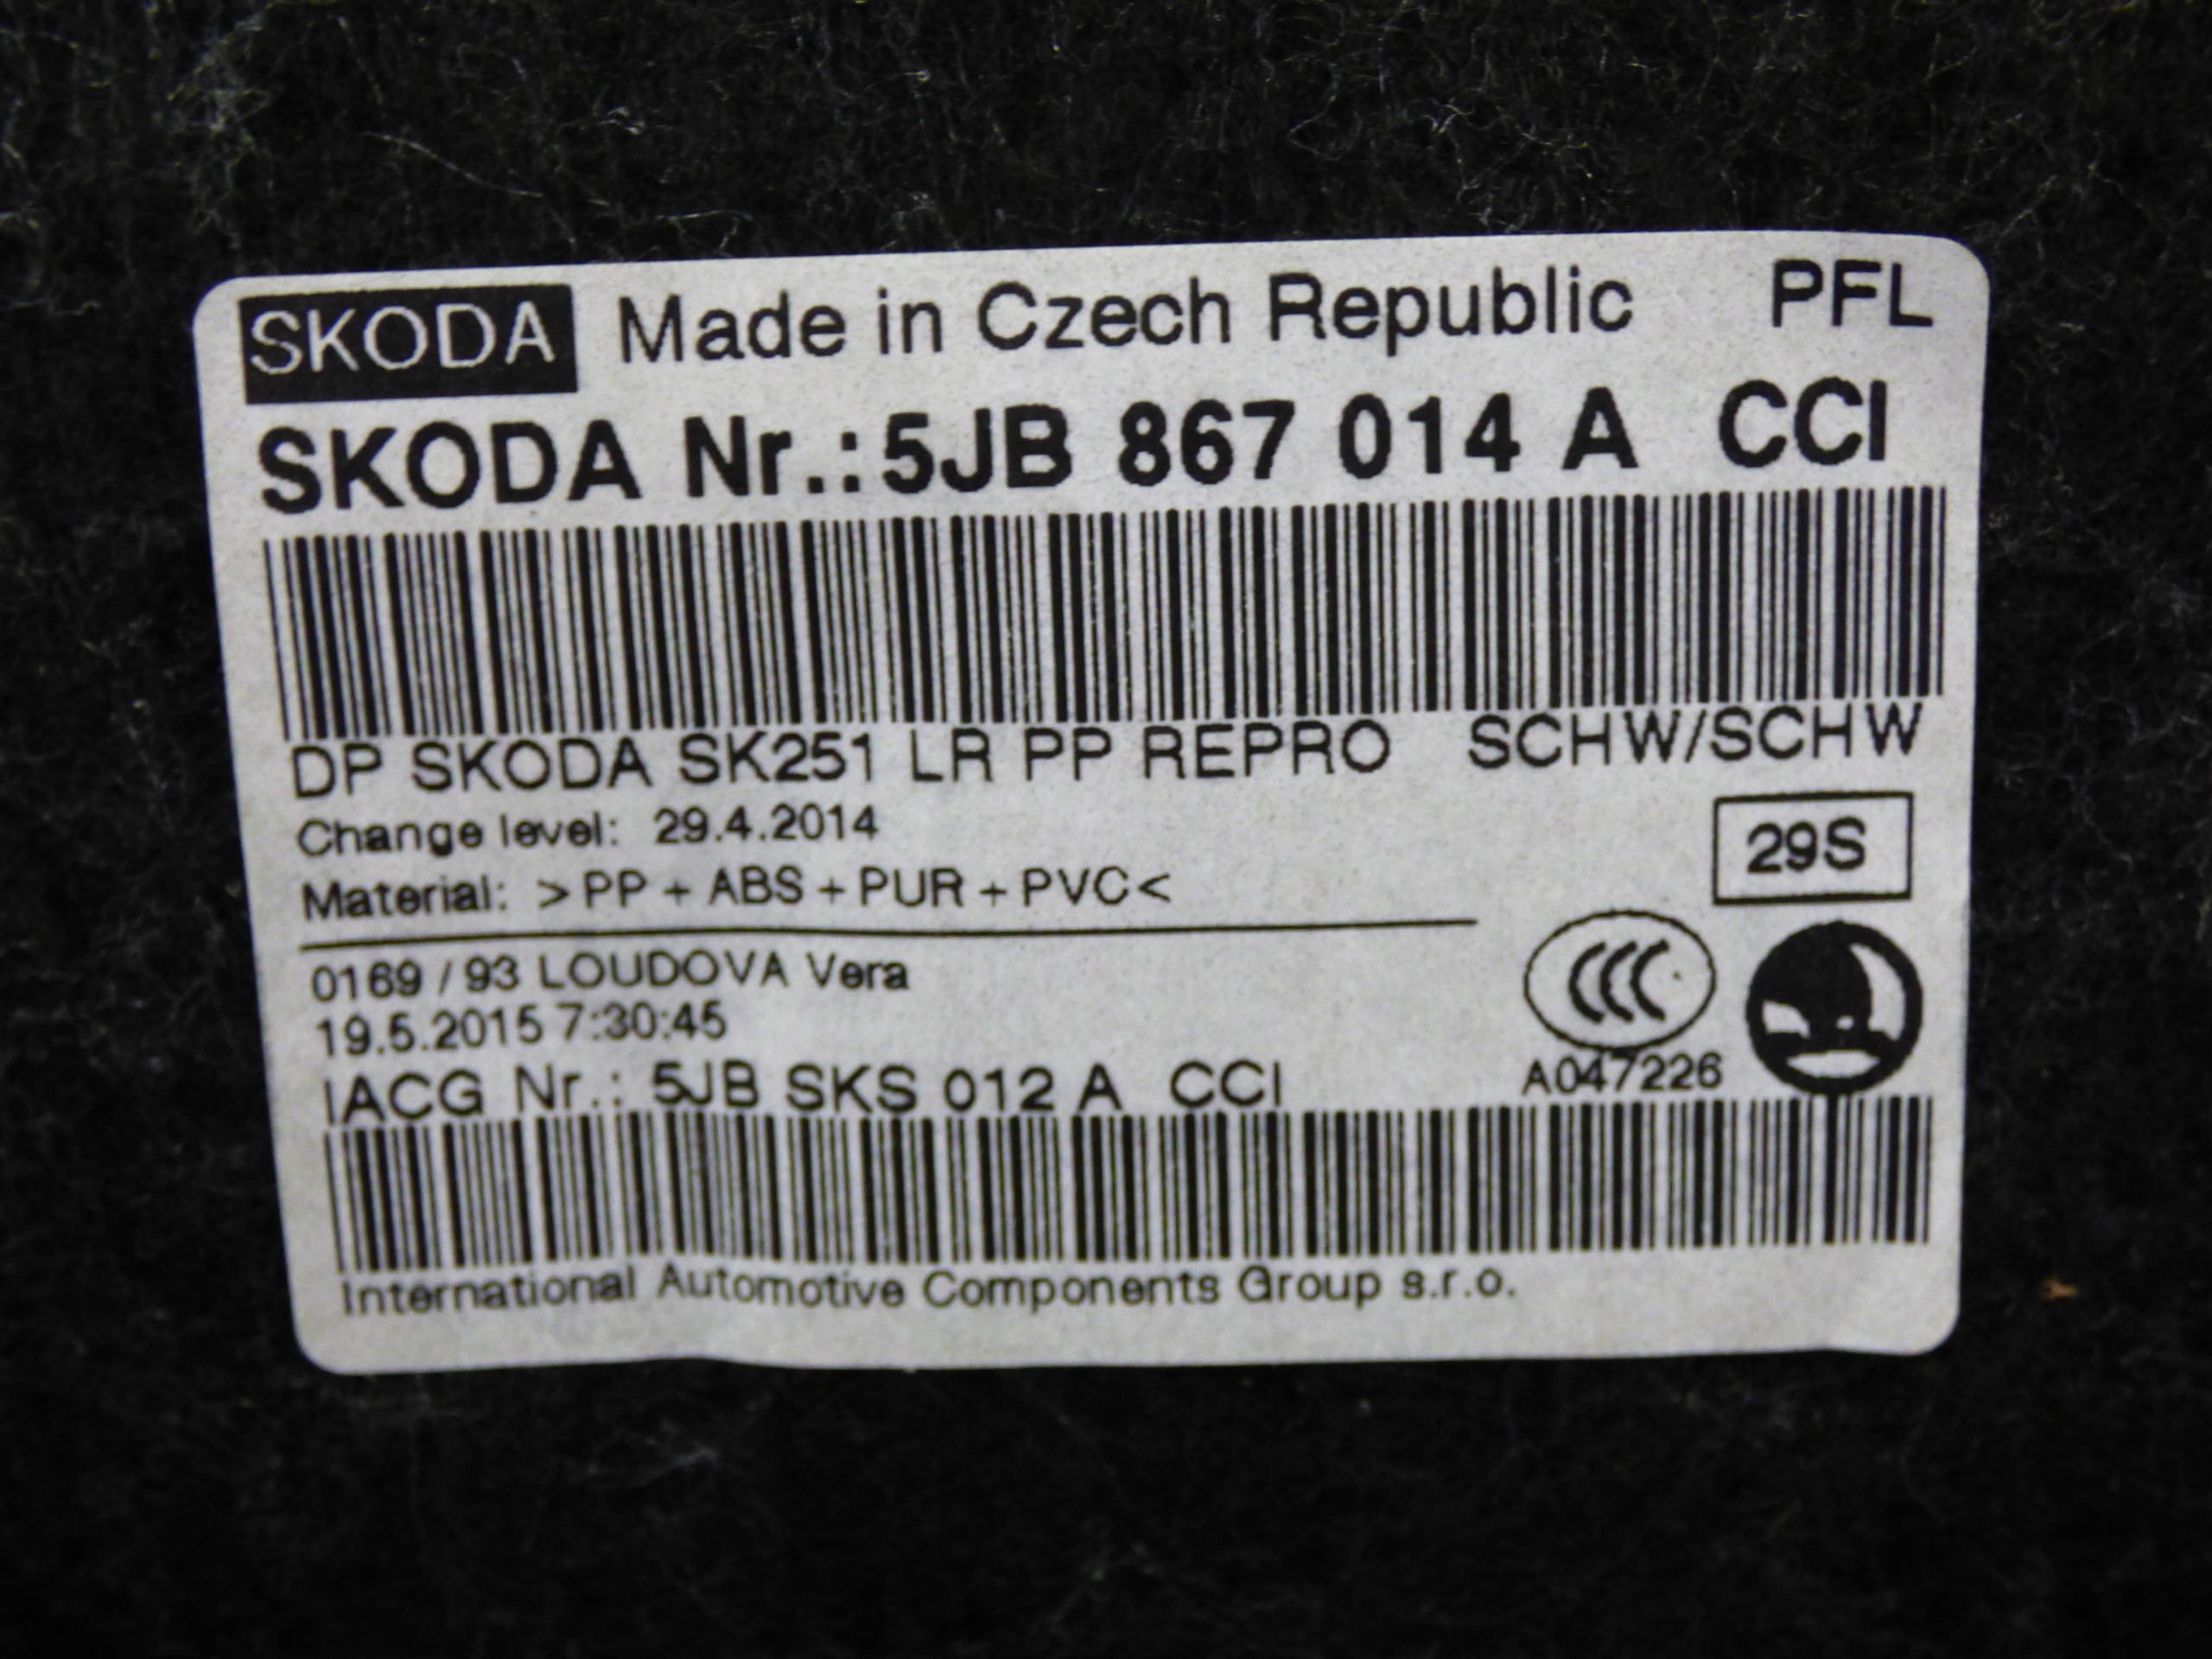 SKODA Made in Czech Republic PFL
SKODA Nr.: 5JB 867 014 A CCI
DP SKODA SK251 LR PP REPRO SCHW/SCHW
Change level: 29.4.2014
29S
Material: >PP + ABS + PUR + PVC<
0169 / 93 LOUDOVA Vera
19.5.2015 7:30:45
CCC
IACG Nr.: 5JB SKS 012 A CCI A047226
International Automotive Components Group s.r.o.